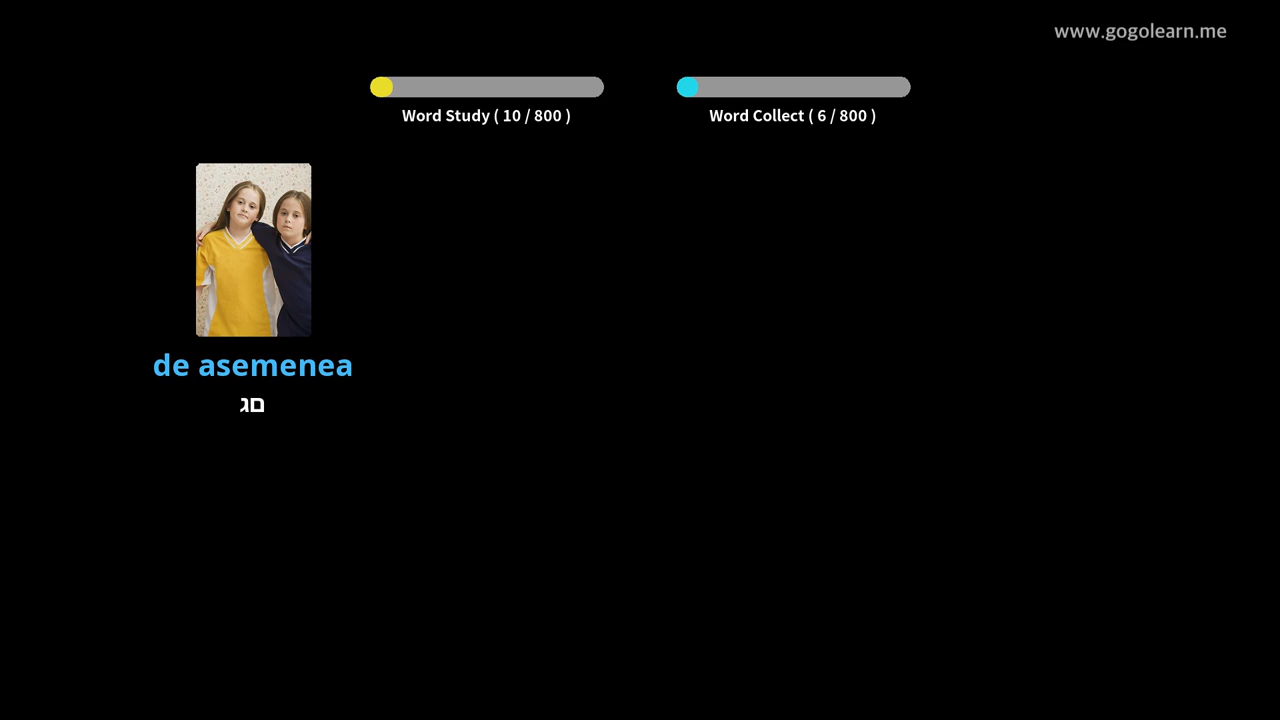 www.gogolearn.me
Word Study ( 10 / 800 )
Word Collect ( 6 / 800 )
de asemenea
גם